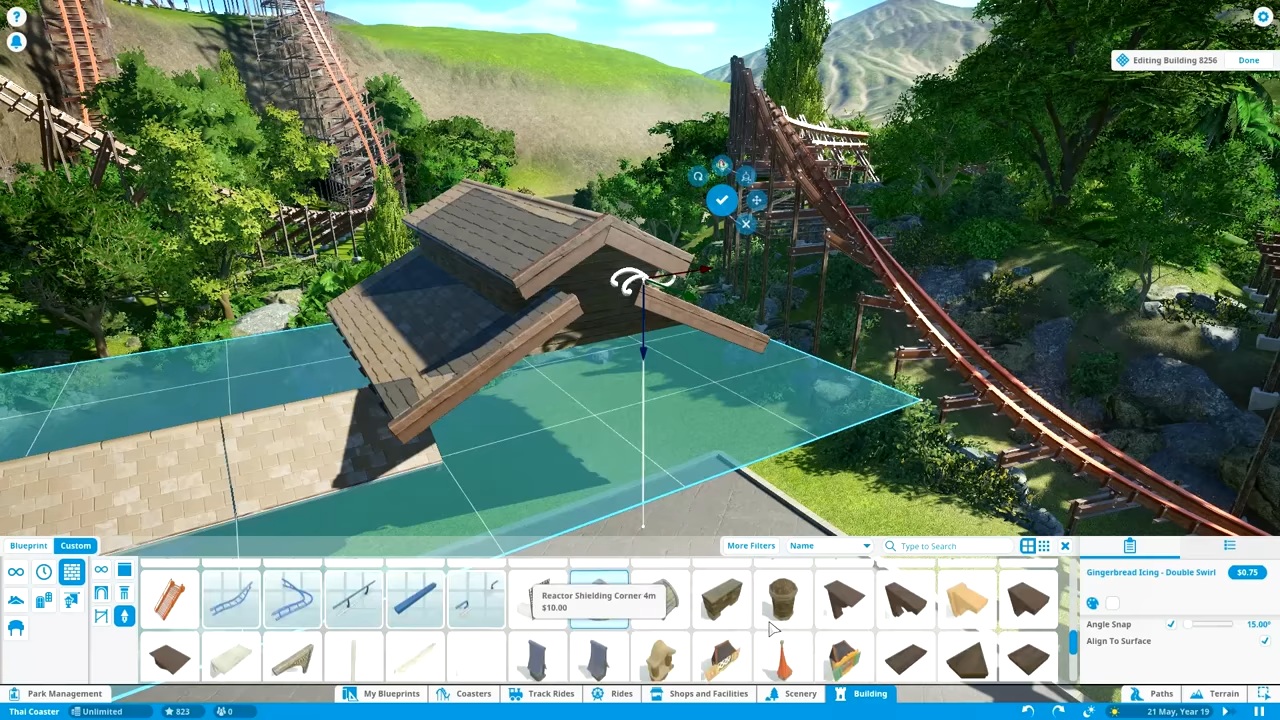 ?
Editing Building 8256
Done
Blueprint
Custom
More Filters
Name
Type to Search
Reactor Shielding Corner 4m
$10.00
Gingerbread Icing - Double Swirl
$0.75
Angle Snap
15.00°
Align To Surface
Park Management
My Blueprints
Coasters
Track Rides
Rides
Shops and Facilities
Scenery
Building
Paths
Terrain
Thai Coaster
Unlimited
823
0
21 May, Year 19